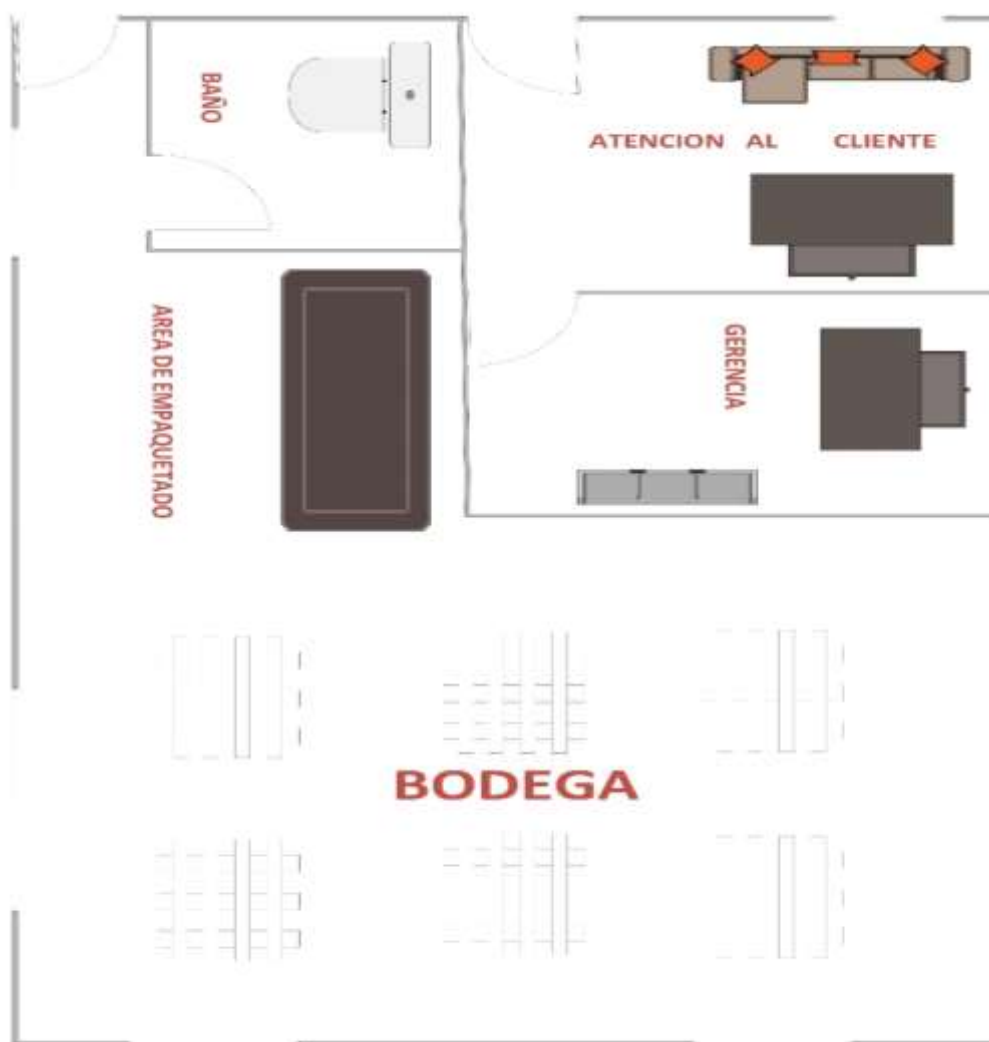 BAÑO
ATENCION AL CLIENTE
AREA DE EMPAQUETADO
GERENCIA
BODEGA